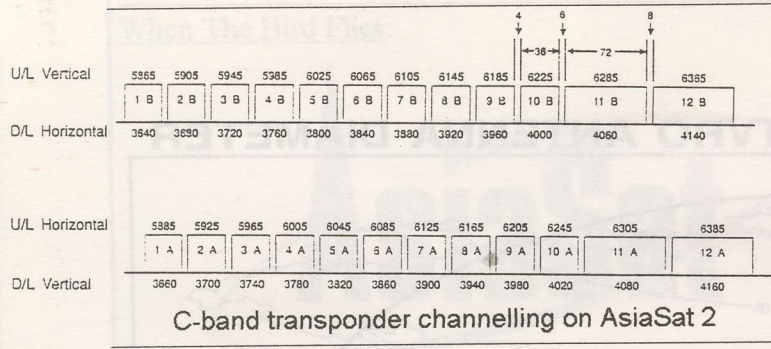 When The Bird Flies:
4 6 8
36 72
U/L Vertical 5865 5905 5945 5985 6025 6065 6105 6145 6185 6225 6285 6365
1 B 2 B 3 B 4 B 5 B 6 B 7 B 8 B 9 B 10 B 11 B 12 B
D/L Horizontal 3640 3680 3720 3760 3800 3840 3880 3920 3960 4000 4060 4140
U/L Horizontal 5885 5925 5965 6005 6045 6085 6125 6165 6205 6245 6305 6385
1 A 2 A 3 A 4 A 5 A 6 A 7 A 8 A 9 A 10 A 11 A 12 A
D/L Vertical 3660 3700 3740 3780 3820 3860 3900 3940 3980 4020 4080 4160
C-band transponder channelling on AsiaSat 2